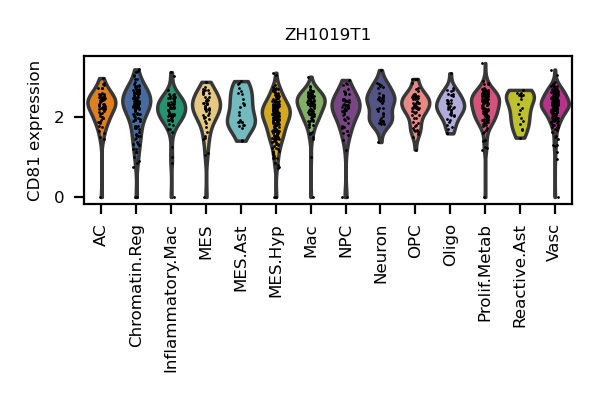 ZH1019T1
CD81 expression
2
0
AC
Chromatin.Reg
Inflammatory.Mac
MES
MES.Ast
MES.Hyp
Mac
NPC
Neuron
OPC
Oligo
Prolif.Metab
Reactive.Ast
Vasc